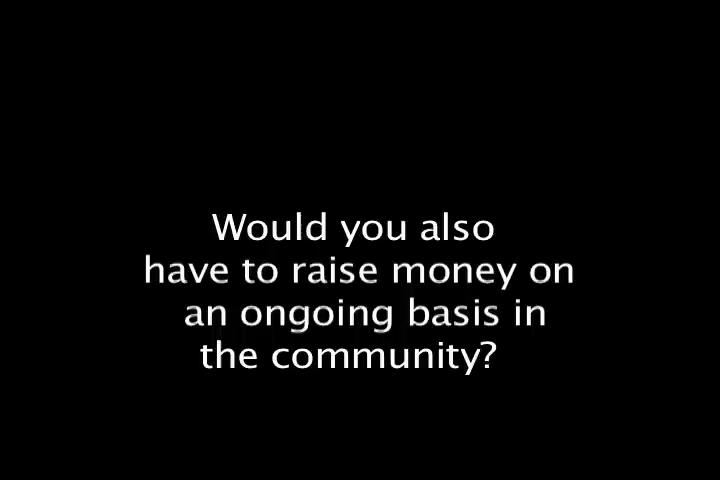 Would you also
have to raise money on
an ongoing basis in
the community?